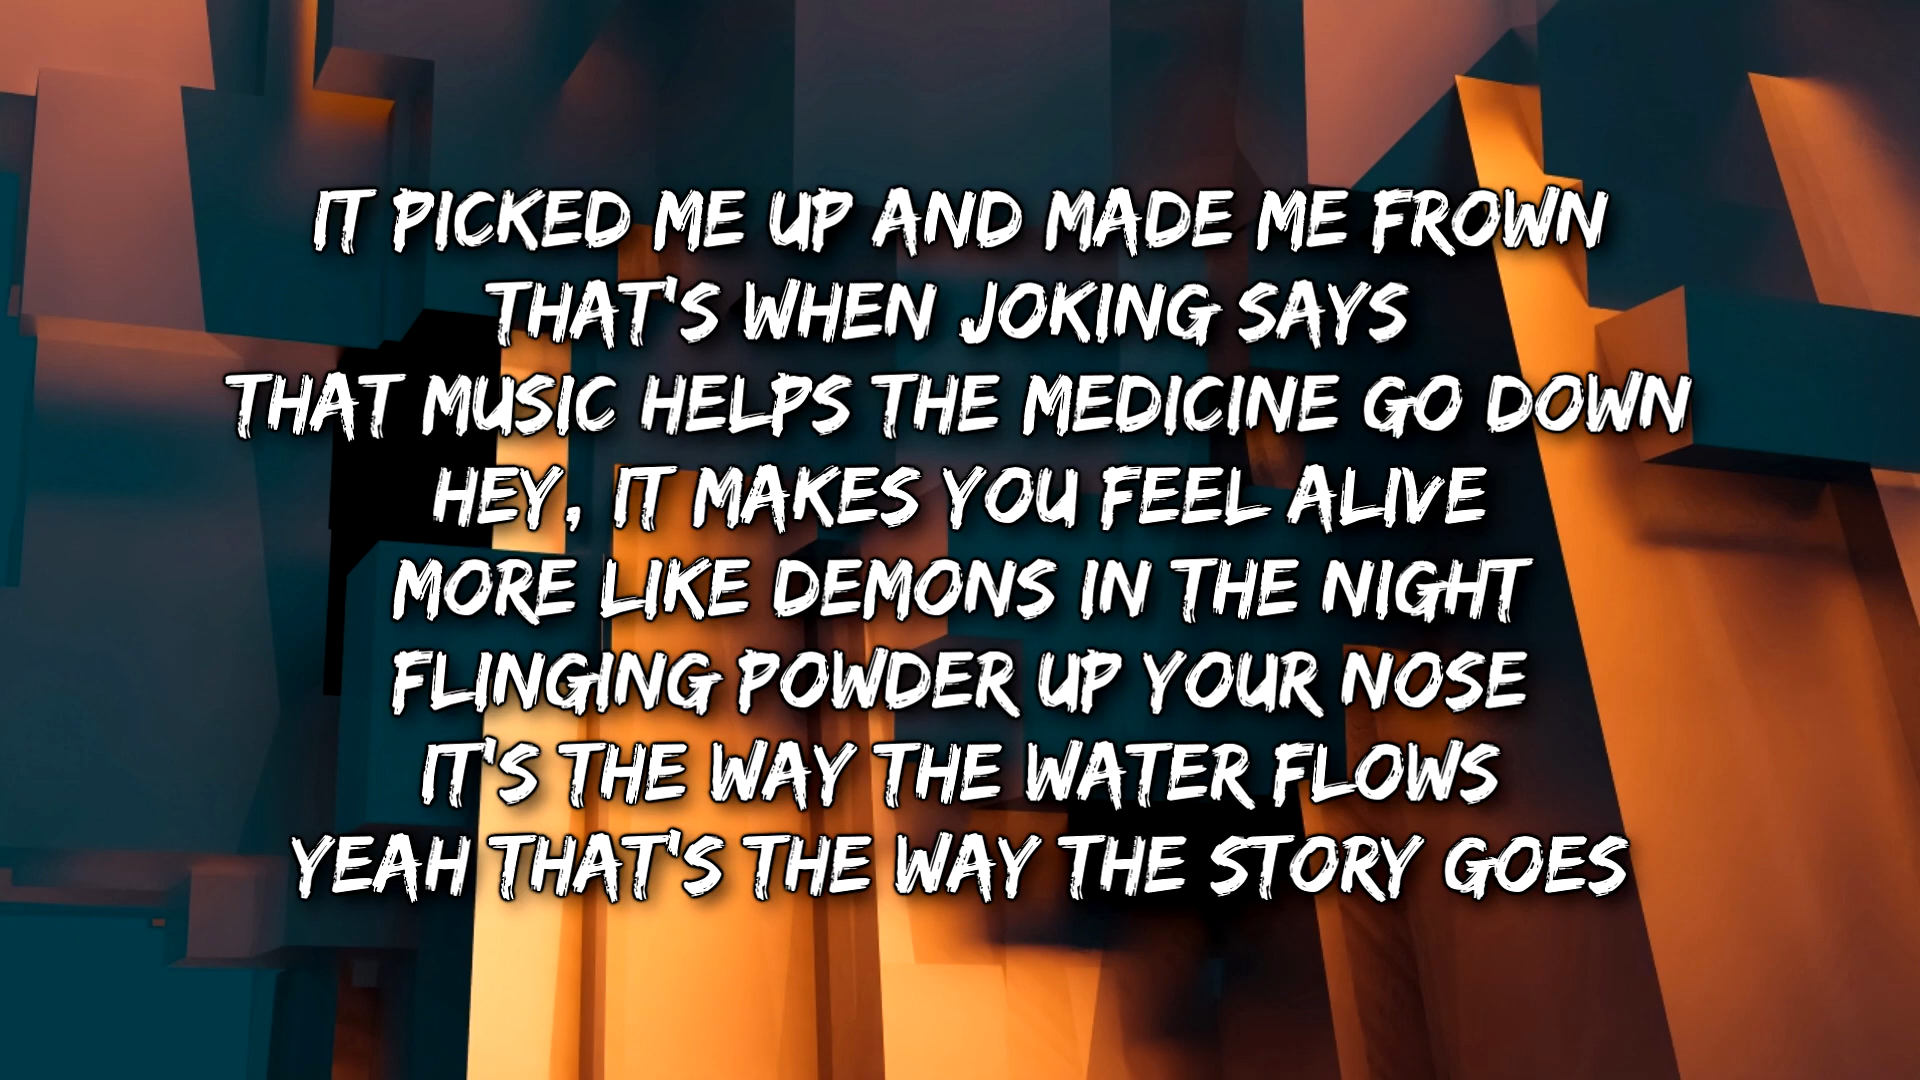 IT PICKED ME UP AND MADE ME FROWN
THAT'S WHEN JOKING SAYS
THAT MUSIC HELPS THE MEDICINE GO DOWN
HEY, IT MAKES YOU FEEL ALIVE
MORE LIKE DEMONS IN THE NIGHT
FLINGING POWDER UP YOUR NOSE
IT'S THE WAY THE WATER FLOWS
YEAH THAT'S THE WAY THE STORY GOES